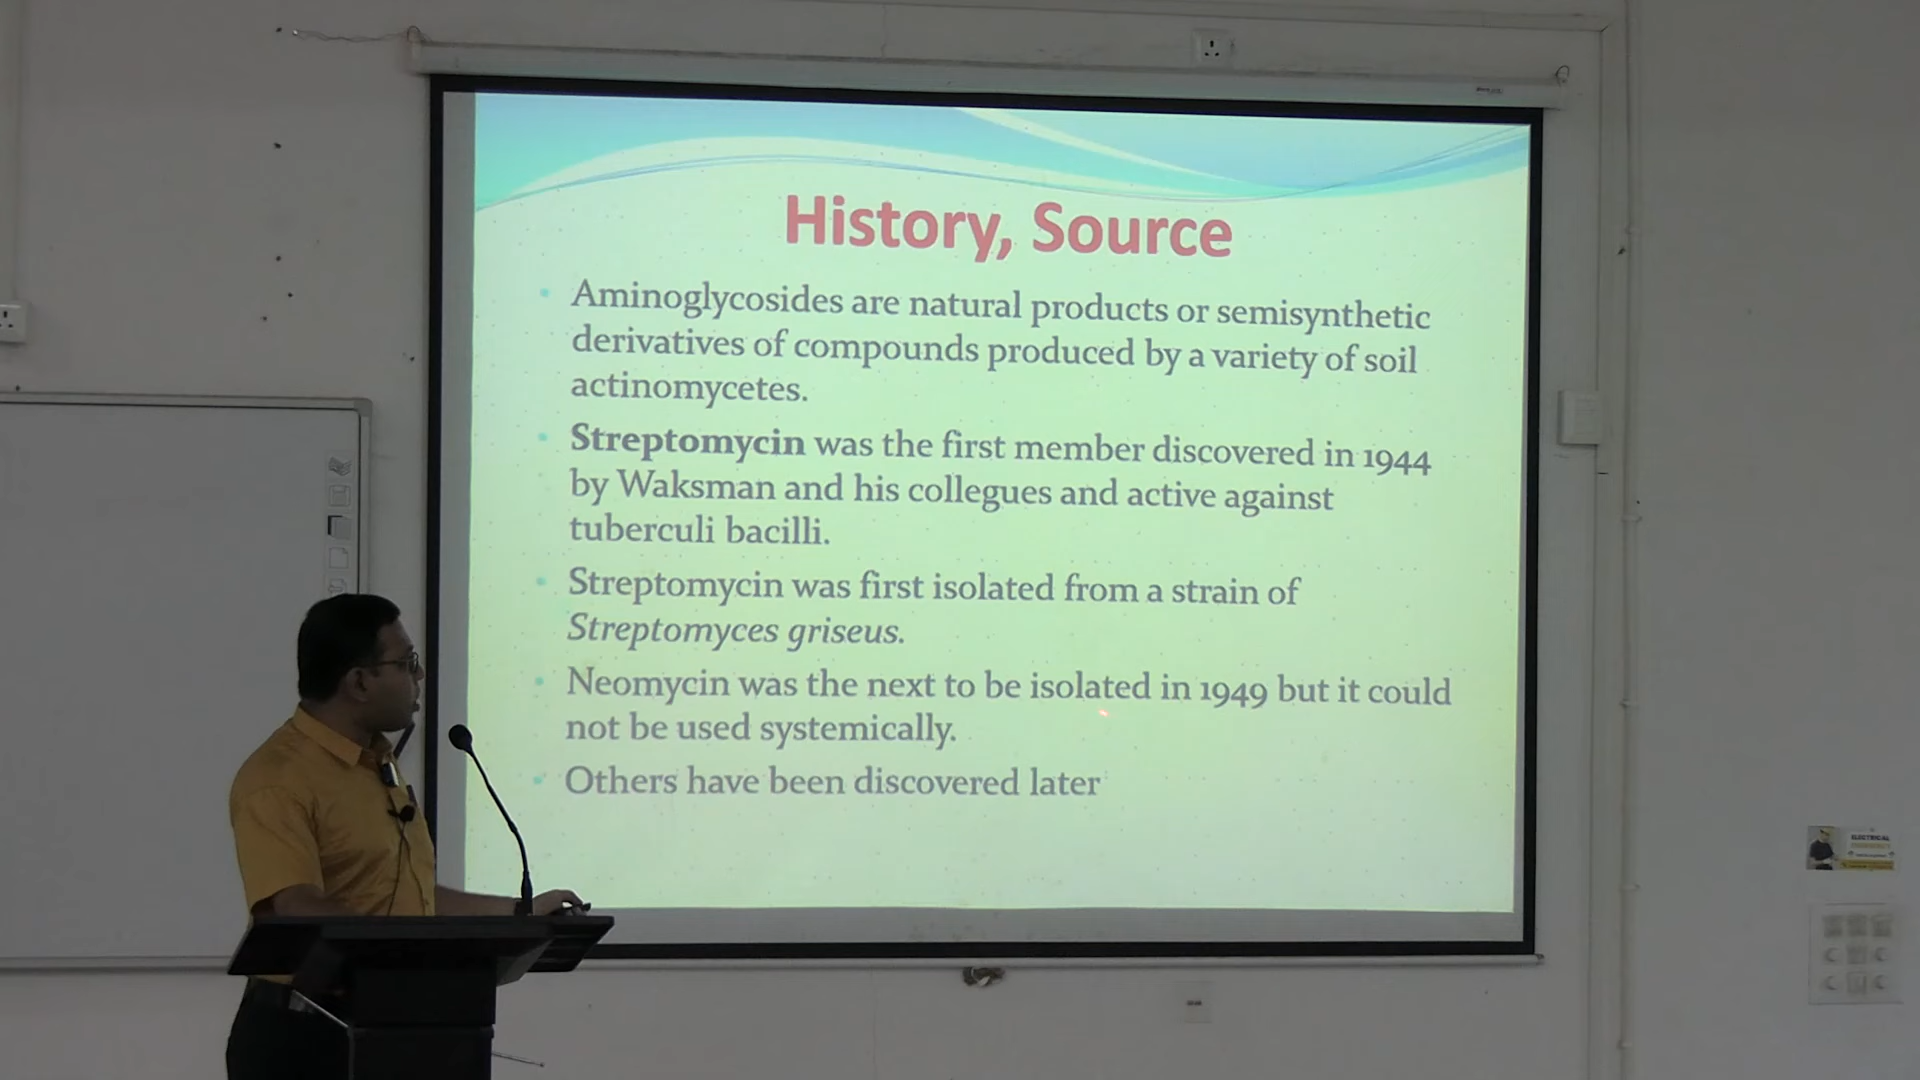 History, Source
Aminoglycosides are natural products or semisynthetic
derivatives of compounds produced by a variety of soil
actinomycetes.
Streptomycin was the first member discovered in 1944
by Waksman and his collegues and active against
tuberculi bacilli.
Streptomycin was first isolated from a strain of
Streptomyces griseus.
Neomycin was the next to be isolated in 1949 but it could
not be used systemically.
Others have been discovered later
ELECTRICAL